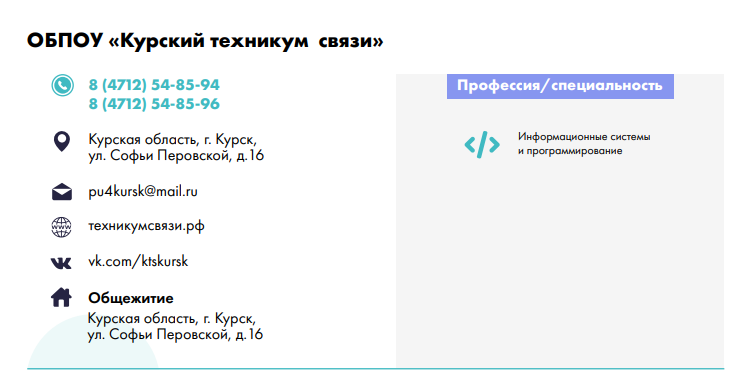 ОБПОУ «Курский техникум связи»
8 (4712) 54-85-94
8 (4712) 54-85-96
Курская область, г. Курск,
ул. Софьи Перовской, д.16
pu4kursk@mail.ru
www
техникумсвязи.рф
vk.com/ktskursk
Общежитие
Курская область, г. Курск,
ул. Софьи Перовской, д.16
Профессия/специальность
Информационные системы
и программирование